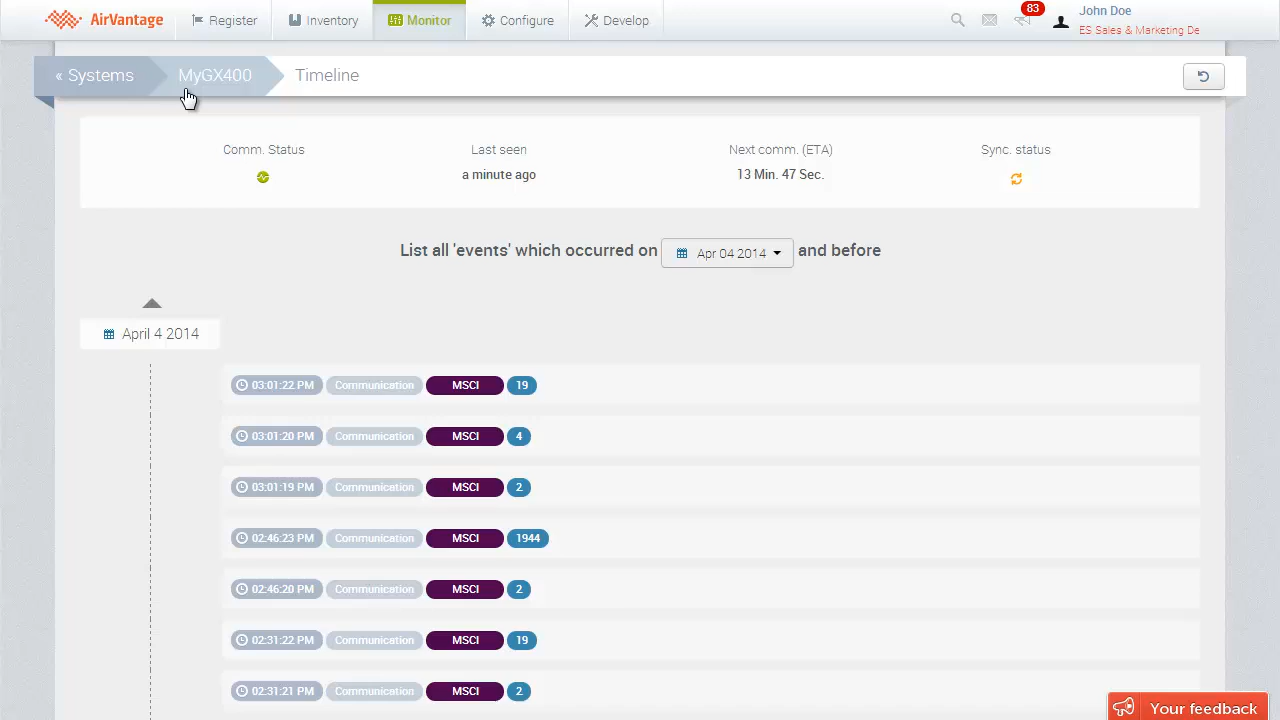 AirVantage Register Inventory Monitor Configure Develop 83 John Doe
ES Sales & Marketing De
« Systems MyGX400 Timeline
Comm. Status Last seen Next comm. (ETA) Sync. status
a minute ago 13 Min. 47 Sec.
List all 'events' which occurred on Apr 04 2014 and before
April 4 2014
03:01:22 PM Communication MSCI 19
03:01:20 PM Communication MSCI 4
03:01:19 PM Communication MSCI 2
02:46:23 PM Communication MSCI 1944
02:46:20 PM Communication MSCI 2
02:31:22 PM Communication MSCI 19
02:31:21 PM Communication MSCI 2
Your feedback